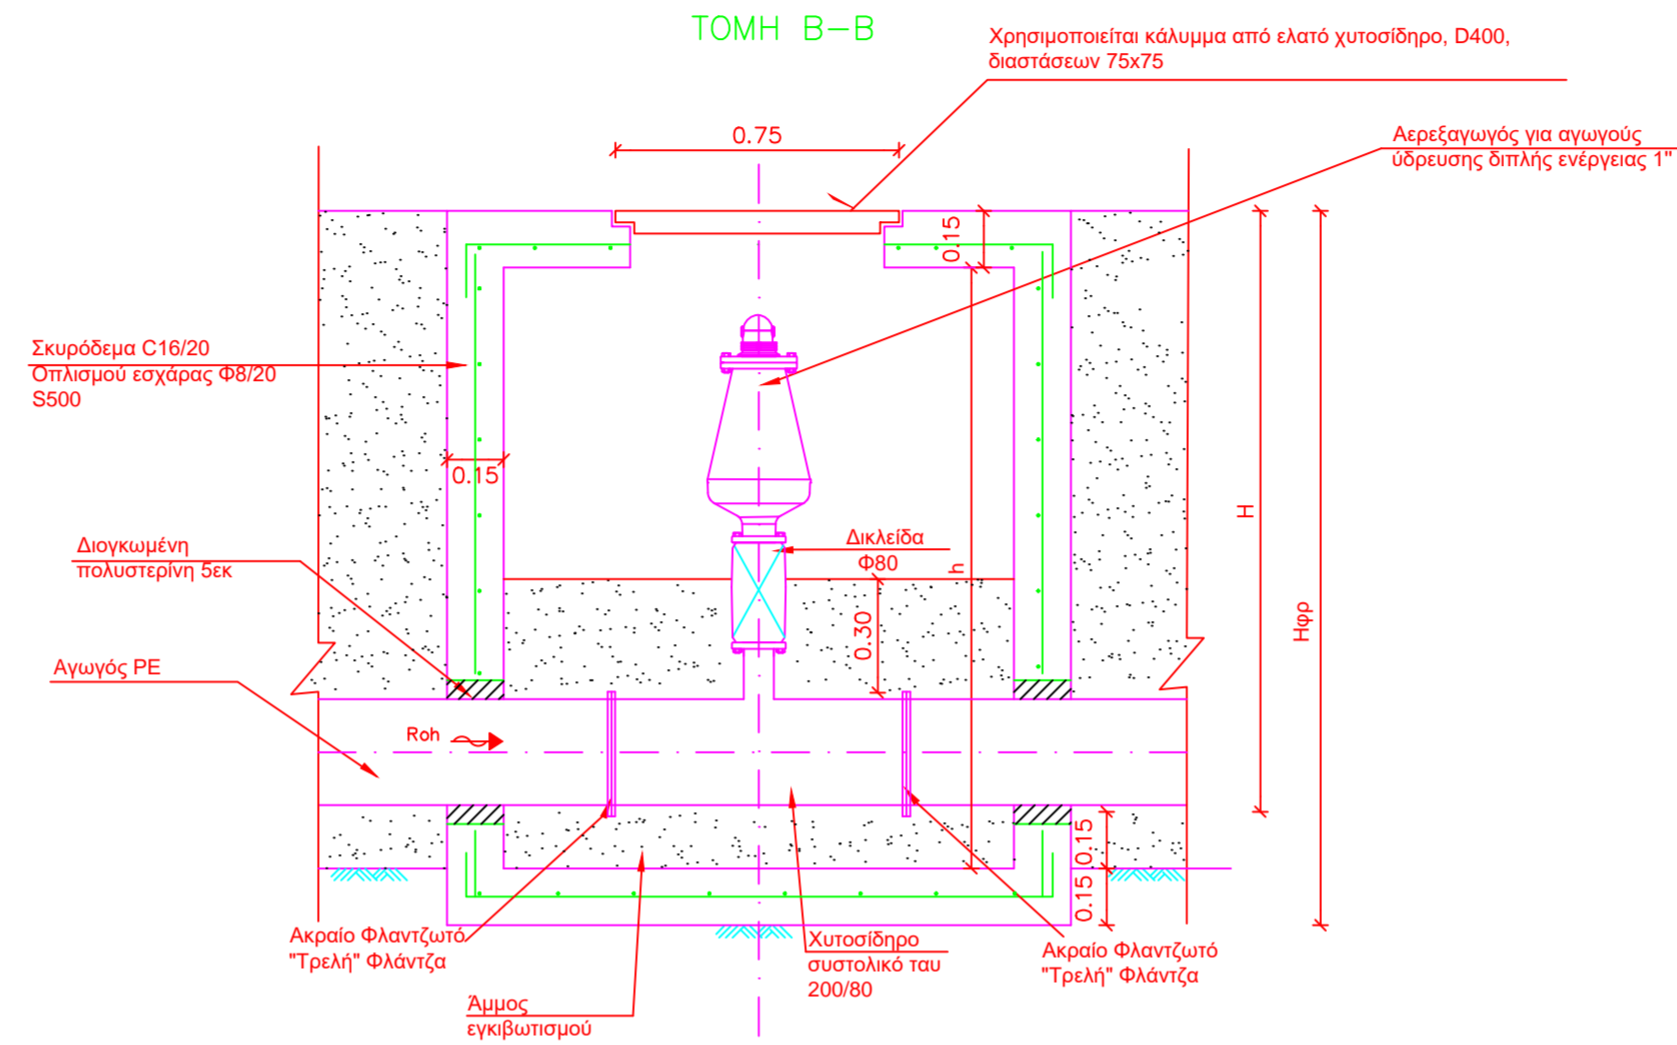 ΤΟΜΗ Β-Β
Χρησιμοποιείται κάλυμμα από ελατό χυτοσίδηρο, D400,
διαστάσεων 75x75
0.75
Αερεξαγωγός για αγωγούς
ύδρευσης διπλής ενέργειας 1"
0.15
Σκυρόδεμα C16/20
Οπλισμού εσχάρας Φ8/20
S500
0.15
H
Δικλείδα
Φ80
h
Διογκωμένη
πολυστερίνη 5εκ
0.30
Ηφρ
Αγωγός PE
Roh
0.15
0.15
Ακραίο Φλαντζωτό
"Τρελή" Φλάντζα
Χυτοσίδηρο
συστολικό ταυ
200/80
Ακραίο Φλαντζωτό
"Τρελή" Φλάντζα
Άμμος
εγκιβωτισμού